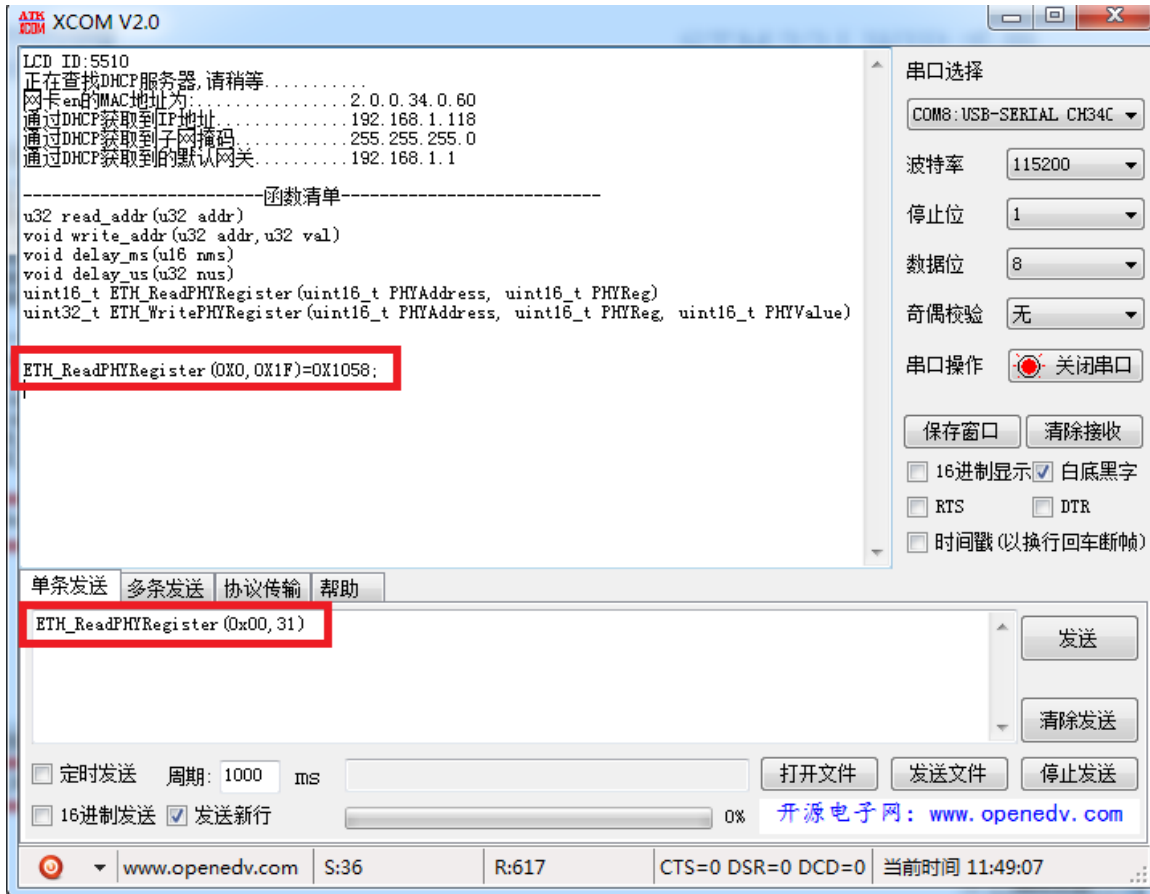 ATK
XCOM
XCOM V2.0
LCD ID:5510
正在查找DHCP服务器,请稍等...........
网卡en的MAC地址为:................2.0.0.34.0.60
通过DHCP获取到IP地址..............192.168.1.118
通过DHCP获取到子网掩码............255.255.255.0
通过DHCP获取到的默认网关..........192.168.1.1
-------------------------函数清单---------------------------
u32 read_addr(u32 addr)
void write_addr(u32 addr,u32 val)
void delay_ms(u16 nms)
void delay_us(u32 nus)
uint16_t ETH_ReadPHYRegister(uint16_t PHYAddress, uint16_t PHYReg)
uint32_t ETH_WritePHYRegister(uint16_t PHYAddress, uint16_t PHYReg, uint16_t PHYValue)
ETH_ReadPHYRegister(0X0,0X1F)=0X1058;
串口选择
COM8:USB-SERIAL CH34C
波特率 115200
停止位 1
数据位 8
奇偶校验 无
串口操作 关闭串口
保存窗口 清除接收
16进制显示 白底黑字
RTS DTR
时间戳(以换行回车断帧)
单条发送 多条发送 协议传输 帮助
ETH_ReadPHYRegister(0x00,31)
发送
清除发送
定时发送 周期: 1000 ms 打开文件 发送文件 停止发送
16进制发送 发送新行 0% 开源电子网: www.openedv.com
www.openedv.com S:36 R:617 CTS=0 DSR=0 DCD=0 当前时间 11:49:07